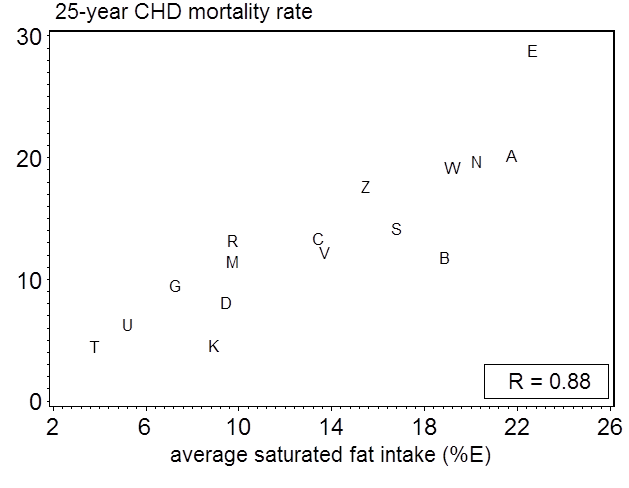 25-year CHD mortality rate
30
E
20
A
N
W
Z
S
C
R
V
B
M
10
G
D
U
T
K
R = 0.88
0
2 6 10 14 18 22 26
average saturated fat intake (%E)